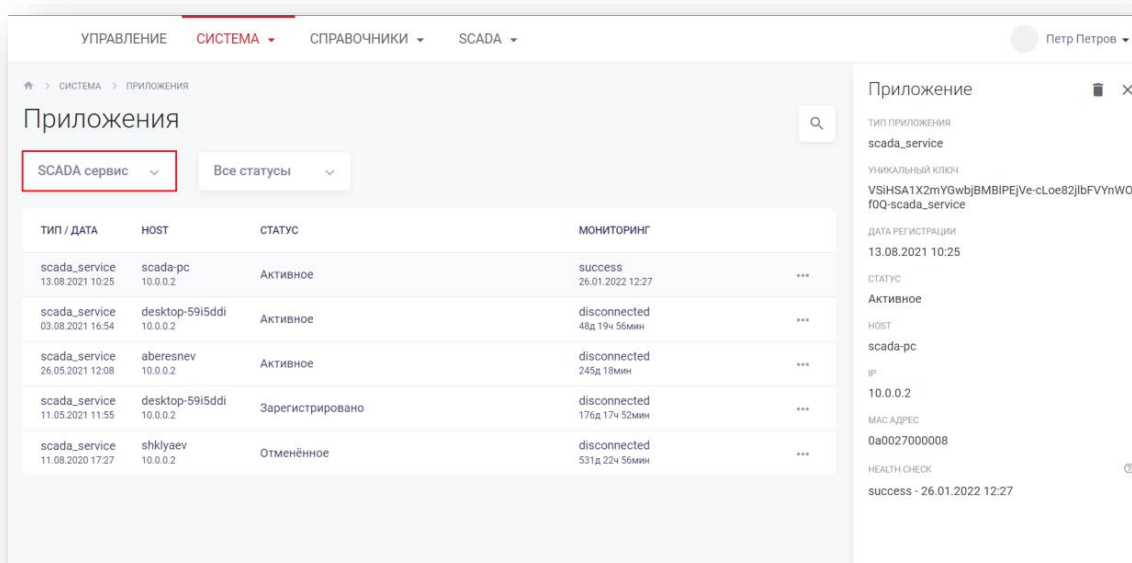 УПРАВЛЕНИЕ СИСТЕМА СПРАВОЧНИКИ SCADA Петр Петров
> СИСТЕМА > ПРИЛОЖЕНИЯ
Приложения
SCADA сервис Все статусы
ТИП / ДАТА HOST СТАТУС МОНИТОРИНГ
scada_service scada-pc Активное success
13.08.2021 10:25 10.0.0.2 26.01.2022 12:27
scada_service desktop-59i5ddi Активное disconnected
03.08.2021 16:54 10.0.0.2 48д 19ч 56мин
scada_service aberesnev Активное disconnected
26.05.2021 12:08 10.0.0.2 245д 18мин
scada_service desktop-59i5ddi Зарегистрировано disconnected
11.05.2021 11:55 10.0.0.2 176д 17ч 52мин
scada_service shklyaev Отменённое disconnected
11.08.2020 17:27 10.0.0.2 531д 22ч 56мин
Приложение
ТИП ПРИЛОЖЕНИЯ
scada_service
УНИКАЛЬНЫЙ КЛЮЧ
VSiHSA1X2mYGwbjBMBlPEjVe-cLoe82jlbFVYnWO
f0Q-scada_service
ДАТА РЕГИСТРАЦИИ
13.08.2021 10:25
СТАТУС
Активное
HOST
scada-pc
IP
10.0.0.2
MAC АДРЕС
0a0027000008
HEALTH CHECK
success - 26.01.2022 12:27